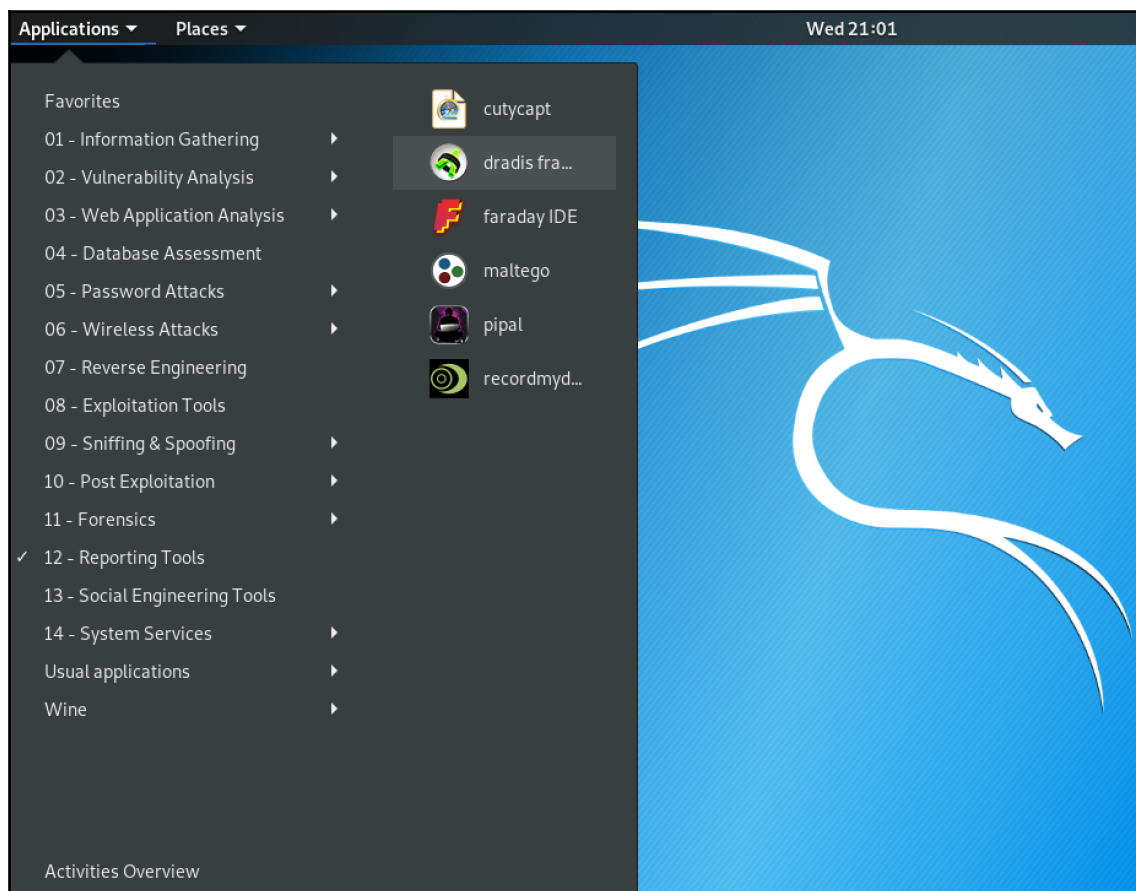 Applications Places Wed 21:01
Favorites
01 - Information Gathering
02 - Vulnerability Analysis
03 - Web Application Analysis
04 - Database Assessment
05 - Password Attacks
06 - Wireless Attacks
07 - Reverse Engineering
08 - Exploitation Tools
09 - Sniffing & Spoofing
10 - Post Exploitation
11 - Forensics
✓ 12 - Reporting Tools
13 - Social Engineering Tools
14 - System Services
Usual applications
Wine
Activities Overview
cutycapt
dradis fra...
faraday IDE
maltego
pipal
recordmyd...